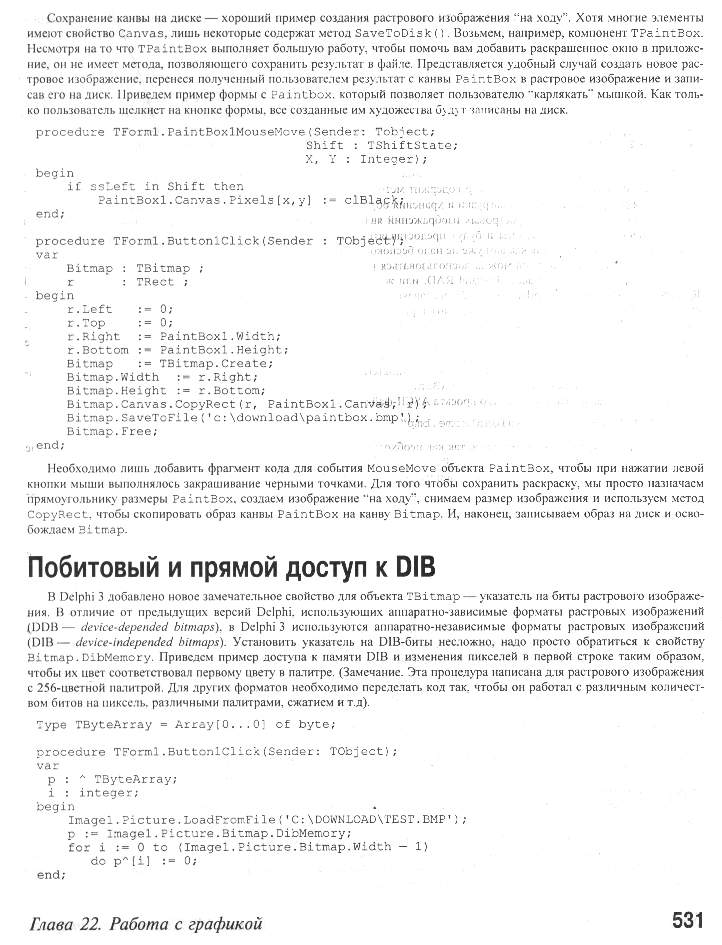 Сохранение канвы на диске — хороший пример создания растрового изображения “на ходу”. Хотя многие элементы
имеют свойство Canvas, лишь некоторые содержат метод SaveToDisk(). Возьмем, например, компонент TPaintBox.
Несмотря на то что TPaintBox выполняет большую работу, чтобы помочь вам добавить раскрашенное окно в приложе-
ние, он не имеет метода, позволяющего сохранить результат в файле. Представляется удобный случай создать новое рас-
тровое изображение, перенеся полученный пользователем результат с канвы PaintBox в растровое изображение и запи-
сав его на диск. Приведем пример формы с Paintbox, который позволяет пользователю “карлякать” мышкой. Как толь-
ко пользователь щелкнет на кнопке формы, все созданные им художества будут записаны на диск.
procedure TForm1.PaintBox1MouseMove(Sender: Tobject;
Shift : TShiftState;
X, Y : Integer);
begin
if ssLeft in Shift then
PaintBox1.Canvas.Pixels[x,y] := clBlack;
end;
procedure TForm1.Button1Click(Sender : TObject);
var
Bitmap : TBitmap ;
r : TRect ;
begin
r.Left := 0;
r.Top := 0;
r.Right := PaintBox1.Width;
r.Bottom := PaintBox1.Height;
Bitmap := TBitmap.Create;
Bitmap.Width := r.Right;
Bitmap.Height := r.Bottom;
Bitmap.Canvas.CopyRect(r, PaintBox1.Canvas, r);
Bitmap.SaveToFile('c:\download\paintbox.bmp');
Bitmap.Free;
end;
Необходимо лишь добавить фрагмент кода для события MouseMove объекта PaintBox, чтобы при нажатии левой
кнопки мыши выполнялось закрашивание черными точками. Для того чтобы сохранить раскраску, мы просто назначаем
прямоугольнику размеры PaintBox, создаем изображение “на ходу”, снимаем размер изображения и используем метод
CopyRect, чтобы скопировать образ канвы PaintBox на канву Bitmap. И, наконец, записываем образ на диск и осво-
бождаем Bitmap.
Побитовый и прямой доступ к DIB
В Delphi 3 добавлено новое замечательное свойство для объекта TBitmap — указатель на биты растрового изображе-
ния. В отличие от предыдущих версий Delphi, использующих аппаратно-зависимые форматы растровых изображений
(DDB — device-depended bitmaps), в Delphi 3 используются аппаратно-независимые форматы растровых изображений
(DIB — device-independed bitmaps). Установить указатель на DIB-биты несложно, надо просто обратиться к свойству
Bitmap.DibMemory. Приведем пример доступа к памяти DIB и изменения пикселей в первой строке таким образом,
чтобы их цвет соответствовал первому цвету в палитре. (Замечание. Эта процедура написана для растрового изображения
с 256-цветной палитрой. Для других форматов необходимо переделать код так, чтобы он работал с различным количест-
вом битов на пиксель, различными палитрами, сжатием и т.д).
Type TByteArray = Array[0...0] of byte;
procedure TForm1.Button1Click(Sender: TObject);
var
p : ^ TByteArray;
i : integer;
begin
Image1.Picture.LoadFromFile('C:\DOWNLOAD\TEST.BMP');
p := Image1.Picture.Bitmap.DibMemory;
for i := 0 to (Image1.Picture.Bitmap.Width — 1)
do p^[i] := 0;
end;
Глава 22. Работа с графикой 531